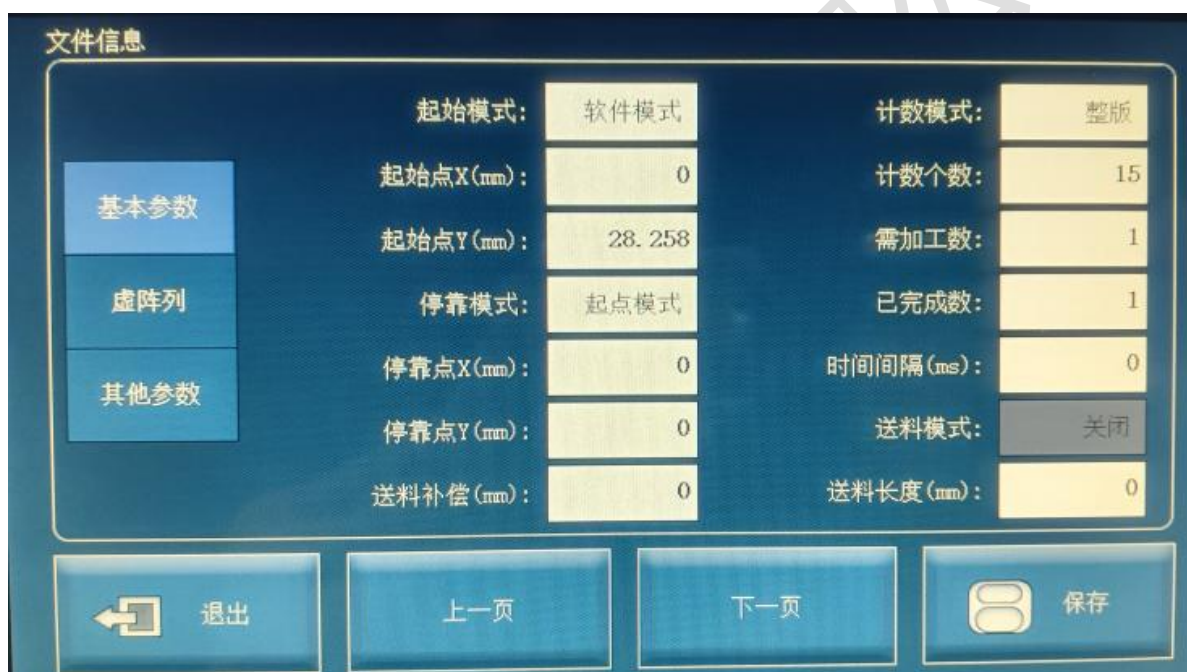 文件信息
起始模式: 软件模式 计数模式: 整版
起始点X(mm): 0 计数个数: 15
基本参数
起始点Y(mm): 28.258 需加工数: 1
虚阵列
停靠模式: 起点模式 已完成数: 1
停靠点X(mm): 0 时间间隔(ms): 0
其他参数
停靠点Y(mm): 0 送料模式: 关闭
送料补偿(mm): 0 送料长度(mm): 0
退出 上一页 下一页 保存